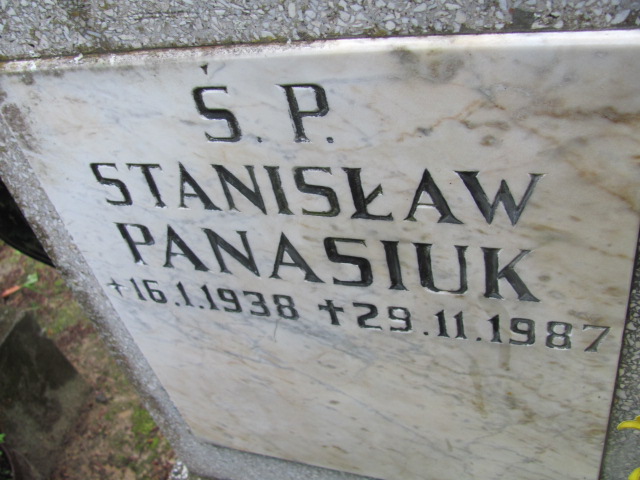 Ś.P.
STANISŁAW
PANASIUK
+16.1.1938 +29.11.1987